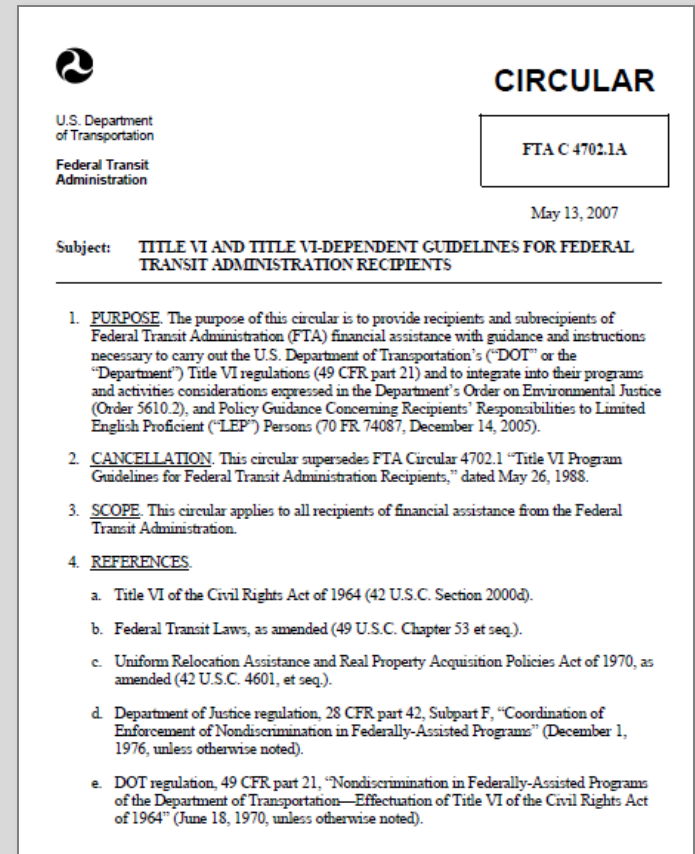 CIRCULAR
U.S. Department
of Transportation
Federal Transit
Administration
FTA C 4702.1A
May 13, 2007
Subject: TITLE VI AND TITLE VI-DEPENDENT GUIDELINES FOR FEDERAL
TRANSIT ADMINISTRATION RECIPIENTS
1. PURPOSE. The purpose of this circular is to provide recipients and subrecipients of
Federal Transit Administration (FTA) financial assistance with guidance and instructions
necessary to carry out the U.S. Department of Transportation's ("DOT" or the
"Department") Title VI regulations (49 CFR part 21) and to integrate into their programs
and activities considerations expressed in the Department's Order on Environmental Justice
(Order 5610.2), and Policy Guidance Concerning Recipients' Responsibilities to Limited
English Proficient ("LEP") Persons (70 FR 74087, December 14, 2005).
2. CANCELLATION. This circular supersedes FTA Circular 4702.1 "Title VI Program
Guidelines for Federal Transit Administration Recipients," dated May 26, 1988.
3. SCOPE. This circular applies to all recipients of financial assistance from the Federal
Transit Administration.
4. REFERENCES.
a. Title VI of the Civil Rights Act of 1964 (42 U.S.C. Section 2000d).
b. Federal Transit Laws, as amended (49 U.S.C. Chapter 53 et seq.).
c. Uniform Relocation Assistance and Real Property Acquisition Policies Act of 1970, as
amended (42 U.S.C. 4601, et seq.).
d. Department of Justice regulation, 28 CFR part 42, Subpart F, "Coordination of
Enforcement of Nondiscrimination in Federally-Assisted Programs" (December 1,
1976, unless otherwise noted).
e. DOT regulation, 49 CFR part 21, "Nondiscrimination in Federally-Assisted Programs
of the Department of Transportation—Effectuation of Title VI of the Civil Rights Act
of 1964" (June 18, 1970, unless otherwise noted).